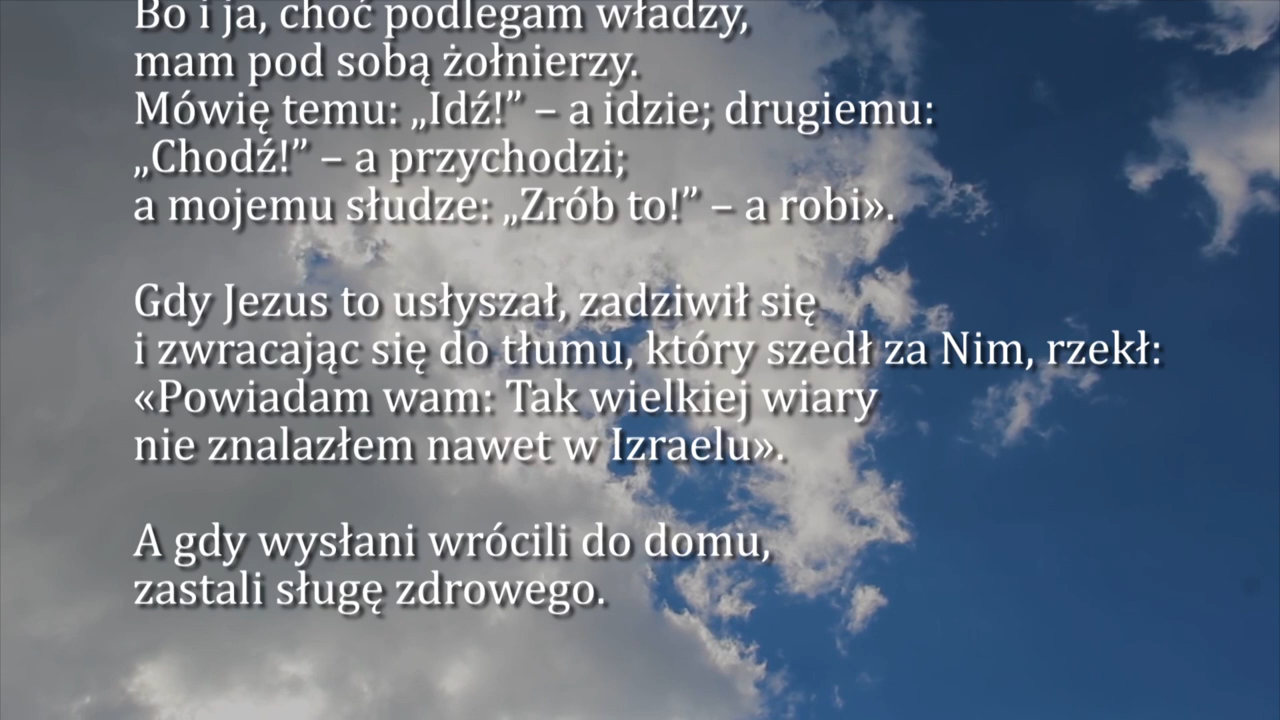 Bo i ja, choć podlegam władzy,
mam pod sobą żołnierzy.
Mówię temu: „Idź!” – a idzie; drugiemu:
„Chodź!” – a przychodzi;
a mojemu słudze: „Zrób to!” – a robi».
Gdy Jezus to usłyszał, zadziwił się
i zwracając się do tłumu, który szedł za Nim, rzekł:
«Powiadam wam: Tak wielkiej wiary
nie znalazłem nawet w Izraelu».
A gdy wysłani wrócili do domu,
zastali sługę zdrowego.